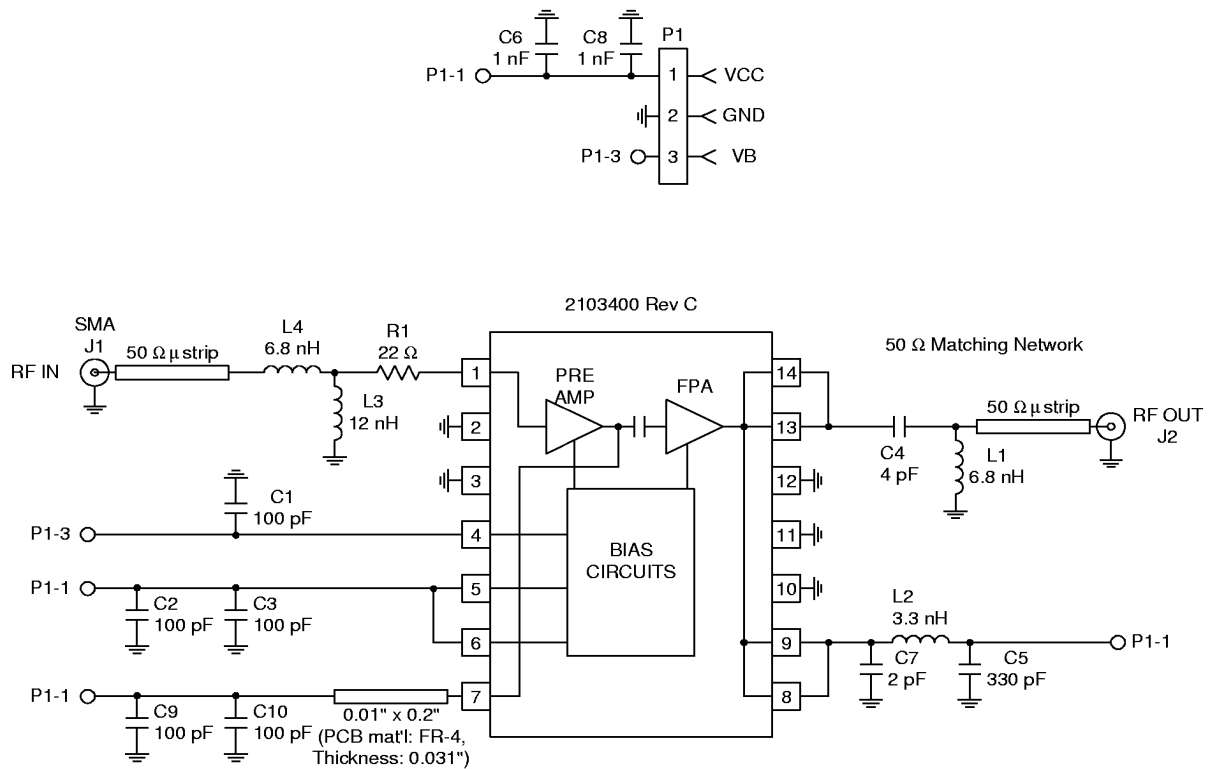 C6
1 nF
C8
1 nF
P1
P1-1
1
VCC
2
GND
P1-3
3
VB
2103400 Rev C
SMA
J1
RF IN
50 Ω µ strip
L4
6.8 nH
R1
22 Ω
L3
12 nH
1
2
3
4
5
6
7
PRE
AMP
FPA
BIAS
CIRCUITS
14
13
12
11
10
9
8
50 Ω Matching Network
50 Ω µ strip
RF OUT
J2
C4
4 pF
L1
6.8 nH
C1
100 pF
P1-3
P1-1
C2
100 pF
C3
100 pF
P1-1
C9
100 pF
C10
100 pF
0.01" x 0.2"
(PCB mat'l: FR-4,
Thickness: 0.031")
L2
3.3 nH
C7
2 pF
C5
330 pF
P1-1